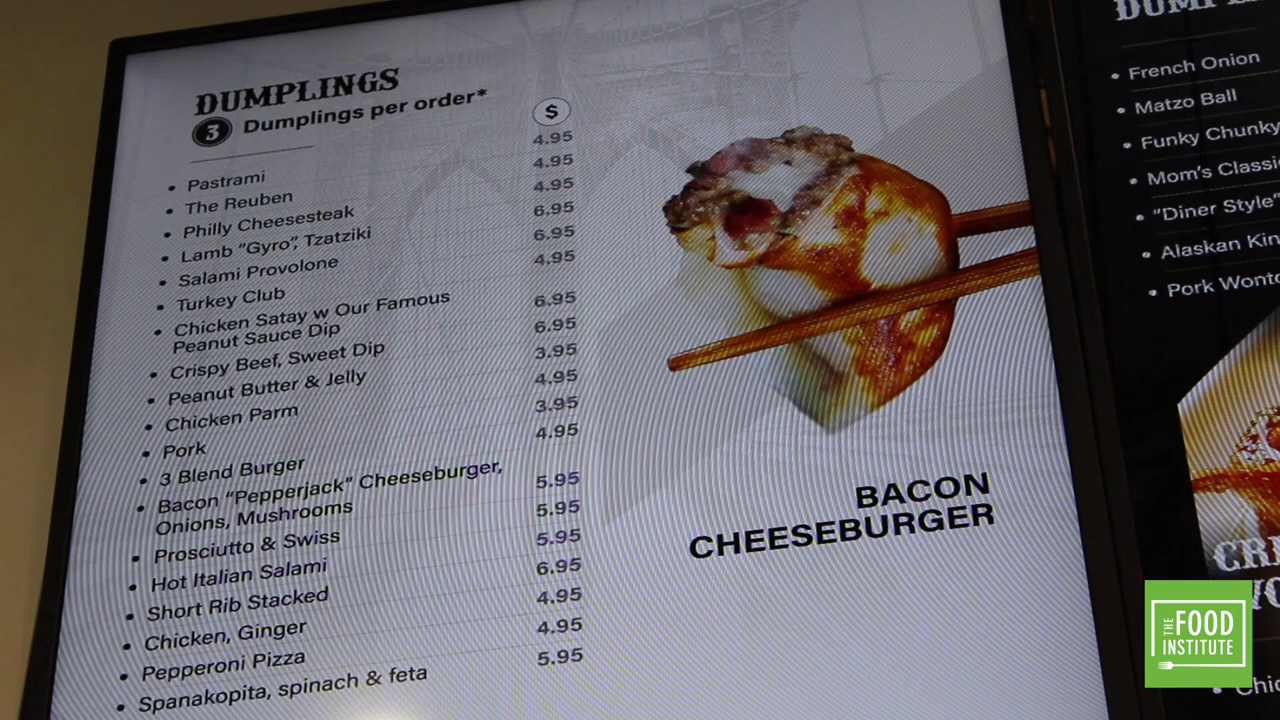 DUMPLINGS
3 Dumplings per order*
$
Pastrami 4.95
The Reuben 4.95
Philly Cheesesteak 4.95
Lamb “Gyro”, Tzatziki 6.95
Salami Provolone 6.95
Turkey Club 4.95
Chicken Satay w Our Famous
Peanut Sauce Dip 6.95
Crispy Beef, Sweet Dip 6.95
Peanut Butter & Jelly 3.95
Chicken Parm 4.95
Pork 3.95
3 Blend Burger 4.95
Bacon “Pepperjack” Cheeseburger,
Onions, Mushrooms 5.95
Prosciutto & Swiss 5.95
Hot Italian Salami 5.95
Short Rib Stacked 6.95
Chicken, Ginger 4.95
Pepperoni Pizza 4.95
Spanakopita, spinach & feta 5.95
BACON
CHEESEBURGER
French Onion
Matzo Ball
Funky Chunky
Mom's
“Diner Style”
Alaskan
Pork
THE FOOD
INSTITUTE